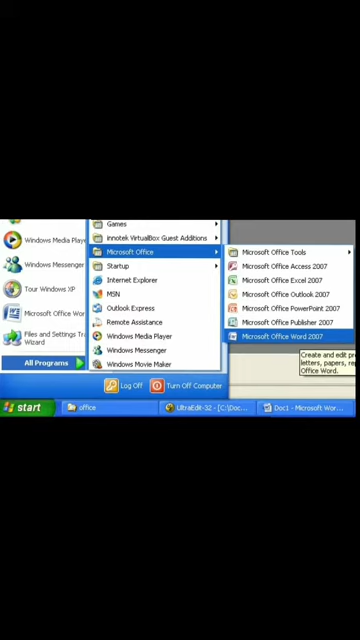 Games
Windows Media Playe
innotek VirtualBox Guest Additions
Microsoft Office
Microsoft Office Tools
Windows Messenger
Startup
Microsoft Office Access 2007
Internet Explorer
Microsoft Office Excel 2007
Tour Windows XP
MSN
Microsoft Office Outlook 2007
Outlook Express
Microsoft Office PowerPoint 2007
Microsoft Office Wor
Remote Assistance
Microsoft Office Publisher 2007
Files and Settings Tr
Wizard
Windows Media Player
Microsoft Office Word 2007
Windows Messenger
Create and edit pr
letters, papers, re
Office Word.
All Programs
Windows Movie Maker
Log Off
Turn Off Computer
start
office
UltraEdit-32 - [C:\Doc...
Doc1 - Microsoft Wor...